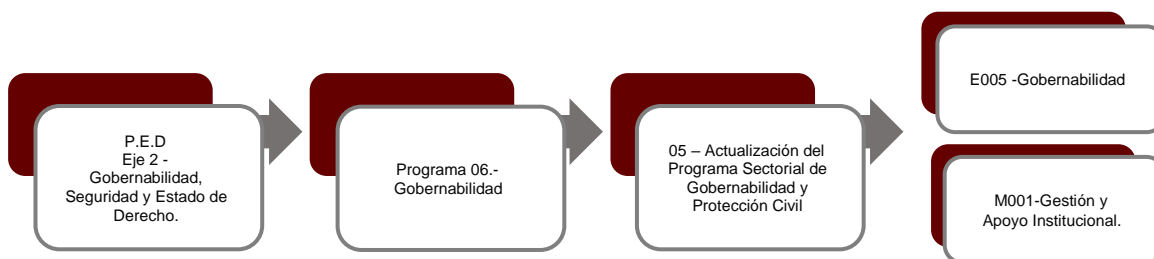 P.E.D
Eje 2 -
Gobernabilidad,
Seguridad y Estado de
Derecho.
Programa 06.-
Gobernabilidad
05 – Actualización del
Programa Sectorial de
Gobernabilidad y
Protección Civil
E005 -Gobernabilidad
M001-Gestión y
Apoyo Institucional.